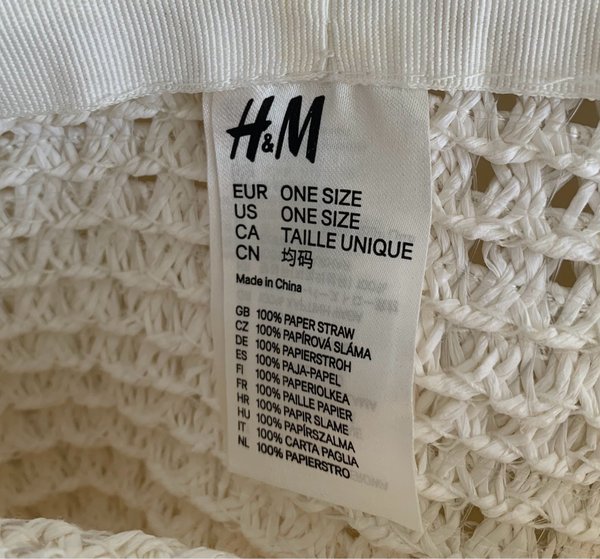 H&M
EUR ONE SIZE
US ONE SIZE
CA TAILLE UNIQUE
CN 均码
Made in China
GB 100% PAPER STRAW
CZ 100% PAPÍROVÁ SLÁMA
DE 100% PAPIERSTROH
ES 100% PAJA-PAPEL
FI 100% PAPERIOLKEA
FR 100% PAILLE PAPIER
HR 100% PAPIR SLAME
HU 100% PAPÍRSZALMA
IT 100% CARTA PAGLIA
NL 100% PAPIERSTRO